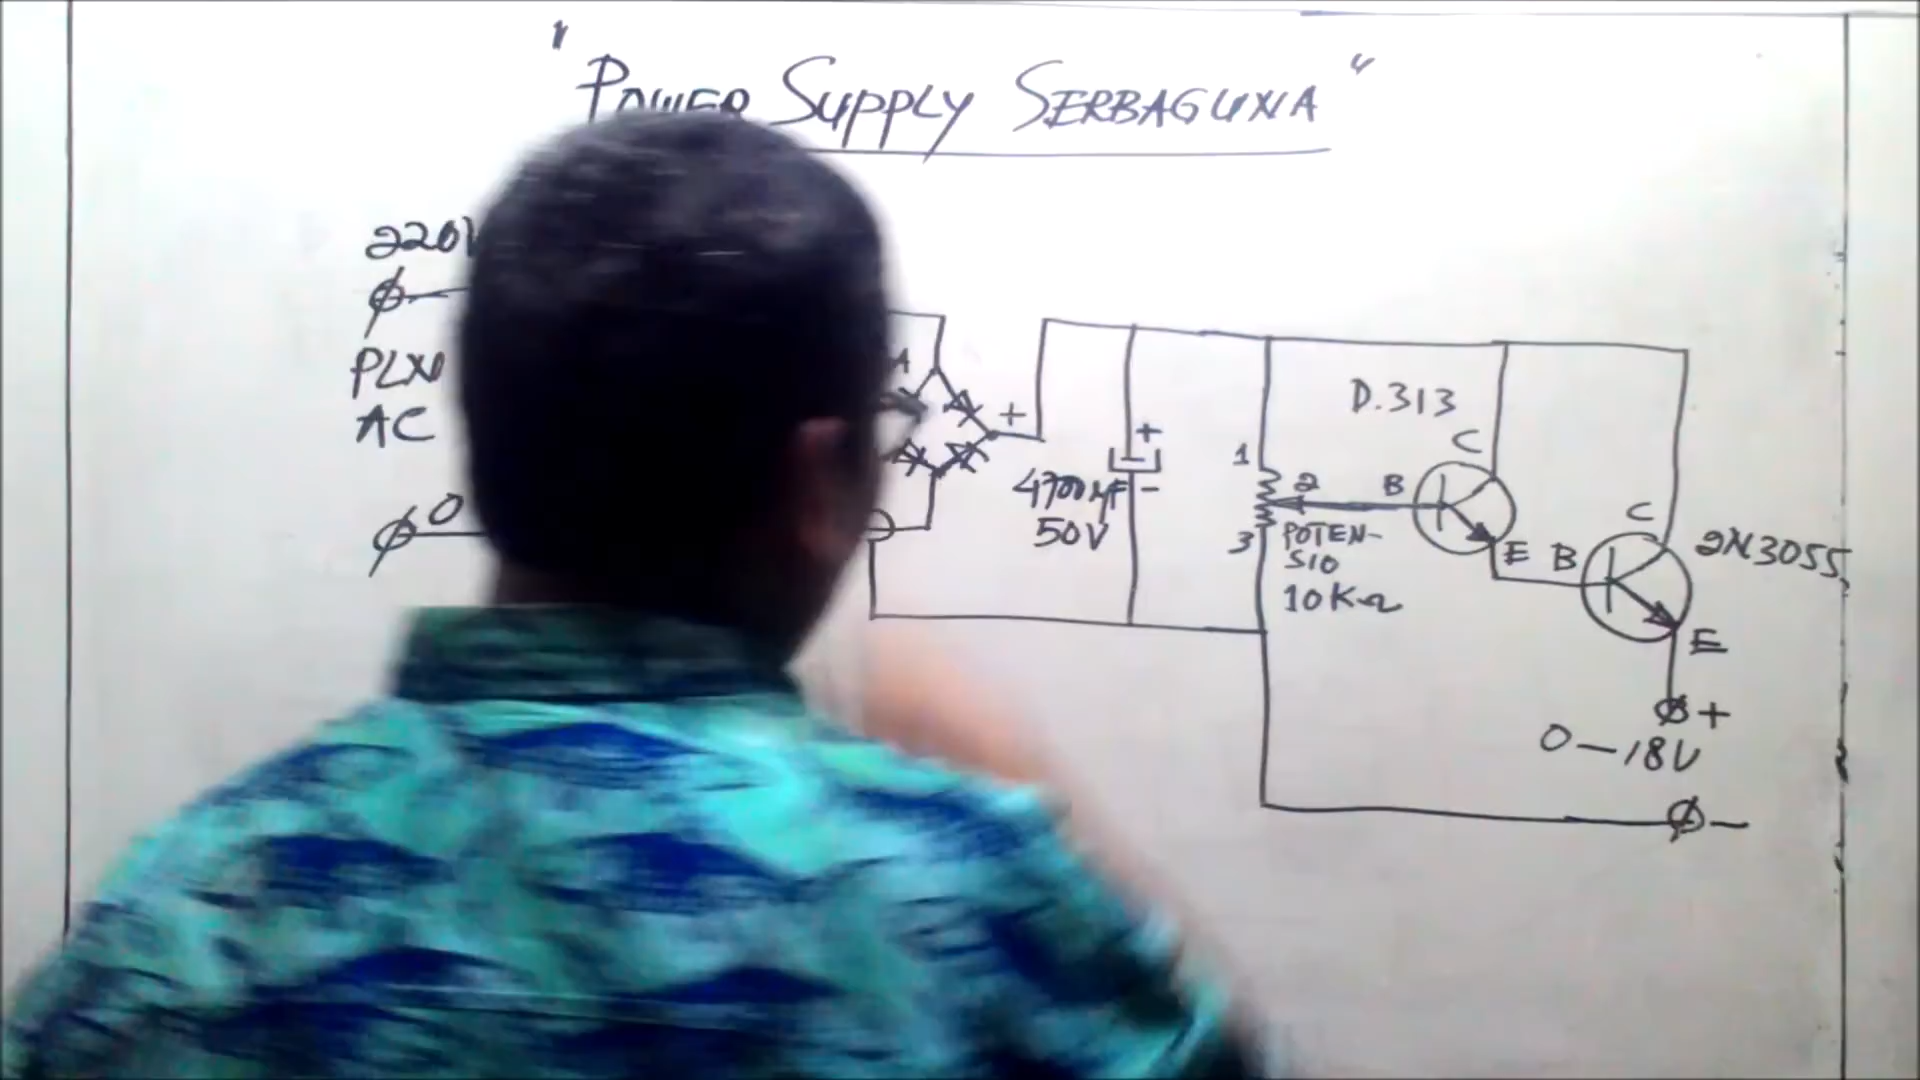 "POWER SUPPLY SERBAGUNA"
220V
PLN
AC
0
A
+
4700µF
50V
+
-
1
2
3
POTEN-
SIO
10KΩ
D.313
B
C
E
B
C
E
2N3055
+
0-18V
-